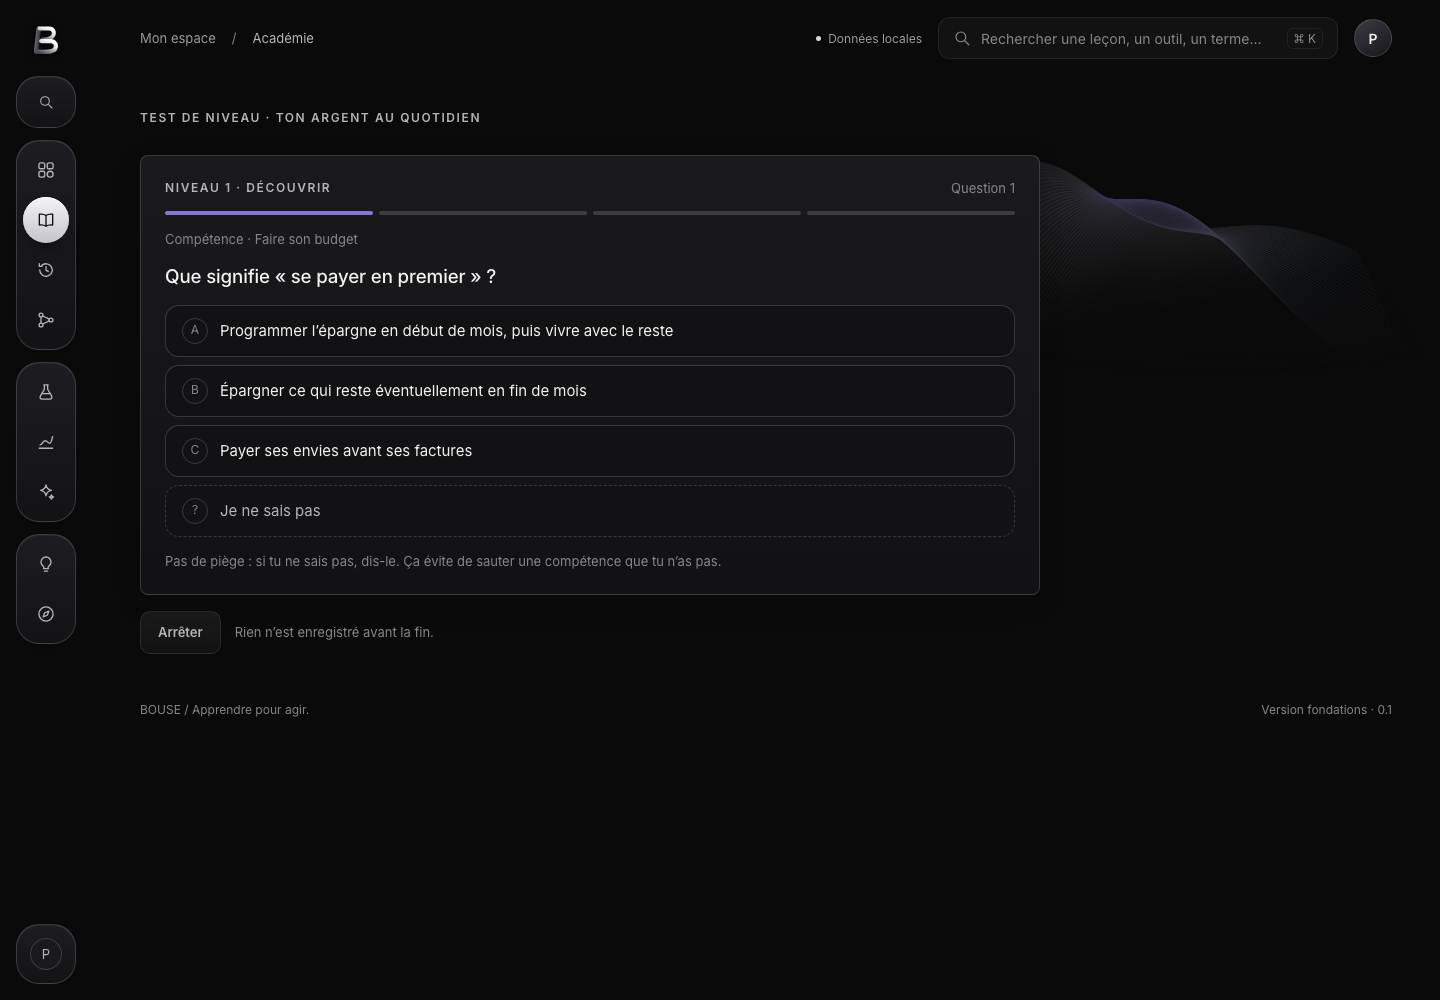 B
Mon espace / Académie
Données locales
Rechercher une leçon, un outil, un terme...
⌘ K
P
TEST DE NIVEAU · TON ARGENT AU QUOTIDIEN
NIVEAU 1 · DÉCOUVRIR
Question 1
Compétence · Faire son budget
Que signifie « se payer en premier » ?
A Programmer l’épargne en début de mois, puis vivre avec le reste
B Épargner ce qui reste éventuellement en fin de mois
C Payer ses envies avant ses factures
? Je ne sais pas
Pas de piège : si tu ne sais pas, dis-le. Ça évite de sauter une compétence que tu n’as pas.
Arrêter
Rien n’est enregistré avant la fin.
BOUSE / Apprendre pour agir.
Version fondations · 0.1
P